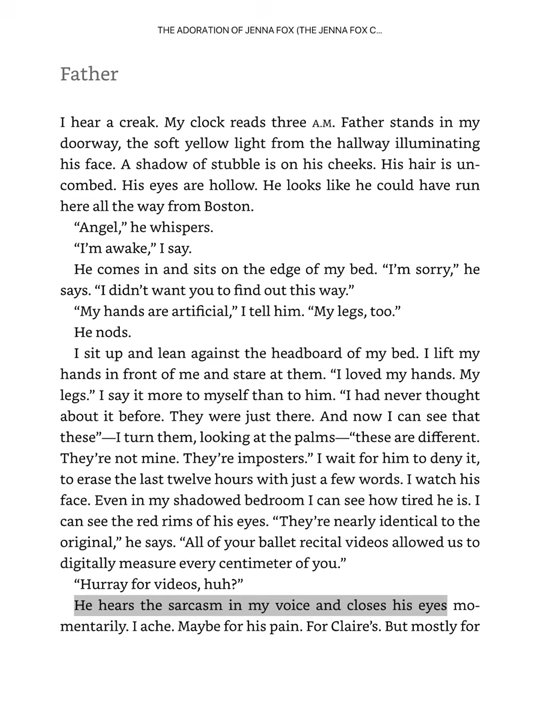 THE ADORATION OF JENNA FOX (THE JENNA FOX C...
Father
I hear a creak. My clock reads three A.M. Father stands in my
doorway, the soft yellow light from the hallway illuminating
his face. A shadow of stubble is on his cheeks. His hair is un-
combed. His eyes are hollow. He looks like he could have run
here all the way from Boston.
“Angel,” he whispers.
“I’m awake,” I say.
He comes in and sits on the edge of my bed. “I’m sorry,” he
says. “I didn’t want you to find out this way.”
“My hands are artificial,” I tell him. “My legs, too.”
He nods.
I sit up and lean against the headboard of my bed. I lift my
hands in front of me and stare at them. “I loved my hands. My
legs.” I say it more to myself than to him. “I had never thought
about it before. They were just there. And now I can see that
these”—I turn them, looking at the palms—“these are different.
They’re not mine. They’re imposters.” I wait for him to deny it,
to erase the last twelve hours with just a few words. I watch his
face. Even in my shadowed bedroom I can see how tired he is. I
can see the red rims of his eyes. “They’re nearly identical to the
original,” he says. “All of your ballet recital videos allowed us to
digitally measure every centimeter of you.”
“Hurray for videos, huh?”
He hears the sarcasm in my voice and closes his eyes mo-
mentarily. I ache. Maybe for his pain. For Claire’s. But mostly for